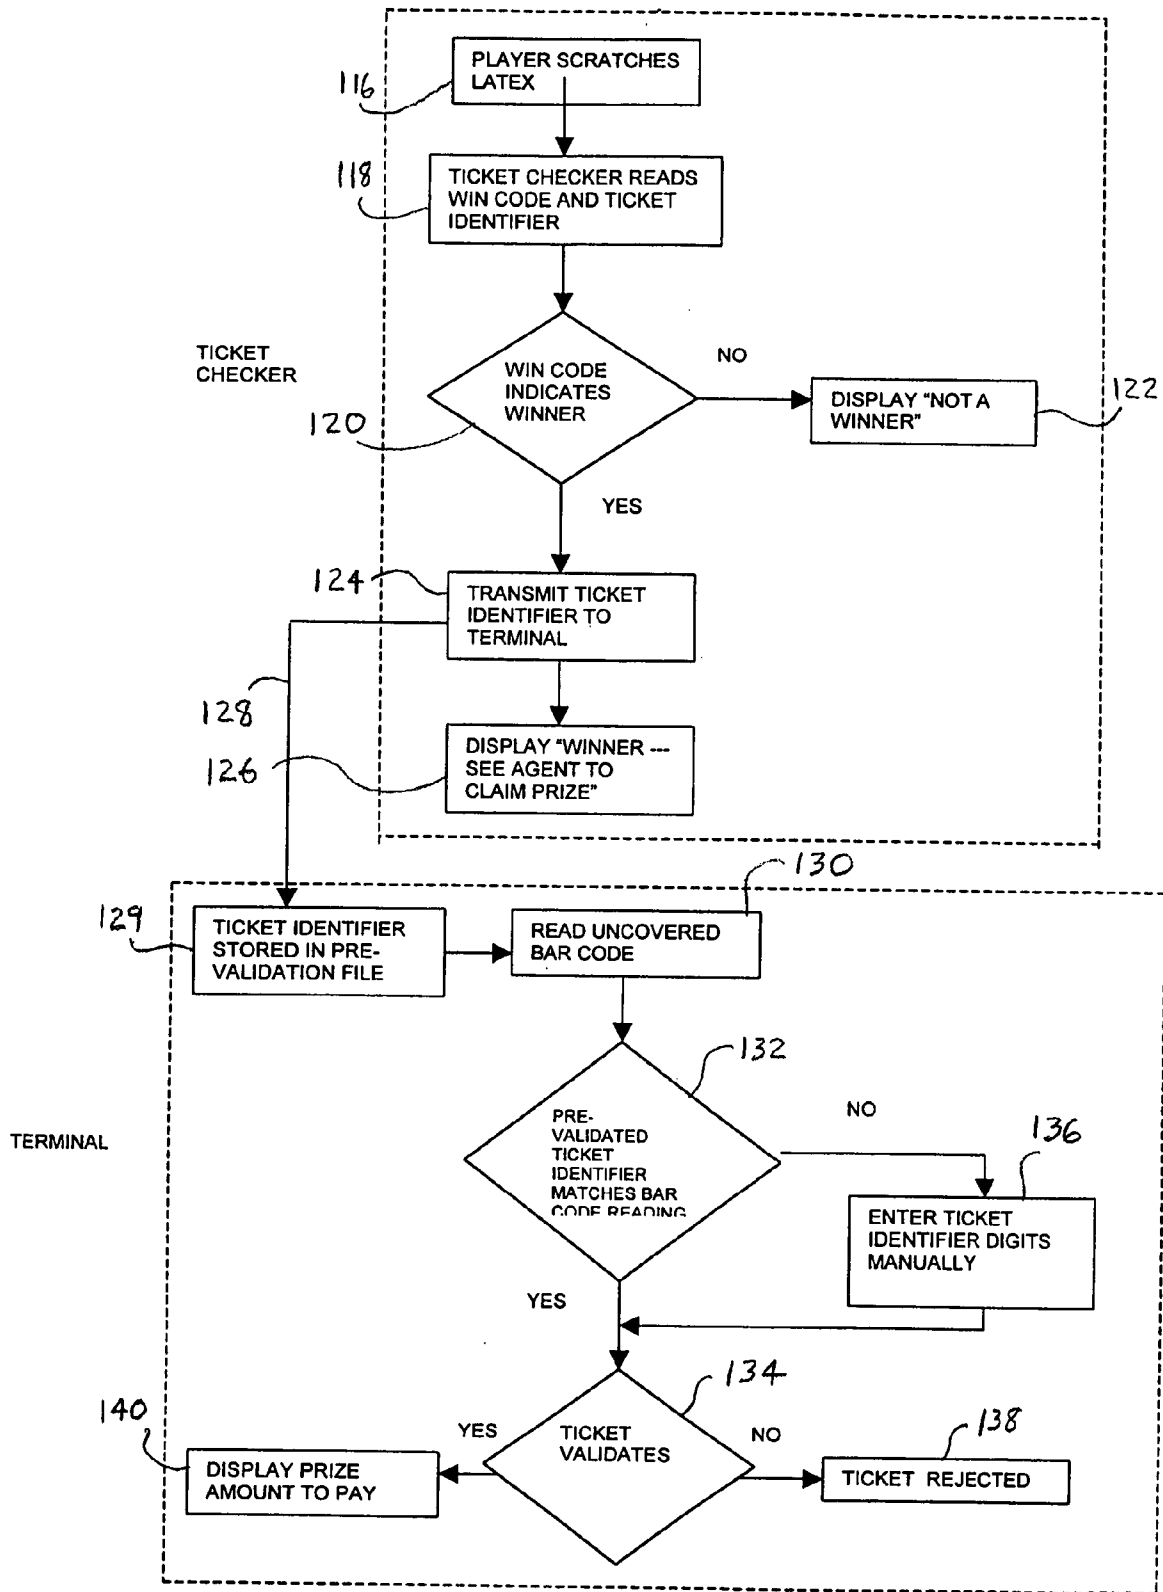 PLAYER SCRATCHES
LATEX
116
TICKET CHECKER READS
WIN CODE AND TICKET
IDENTIFIER
118
TICKET
CHECKER
WIN CODE
INDICATES
WINNER
120
NO
DISPLAY "NOT A
WINNER"
122
YES
124
TRANSMIT TICKET
IDENTIFIER TO
TERMINAL
128
DISPLAY "WINNER ---
SEE AGENT TO
CLAIM PRIZE"
126
130
129
TICKET IDENTIFIER
STORED IN PRE-
VALIDATION FILE
READ UNCOVERED
BAR CODE
132
TERMINAL
PRE-
VALIDATED
TICKET
IDENTIFIER
MATCHES BAR
CODE READING
NO
136
ENTER TICKET
IDENTIFIER DIGITS
MANUALLY
YES
134
140
YES
TICKET
VALIDATES
NO
138
DISPLAY PRIZE
AMOUNT TO PAY
TICKET REJECTED